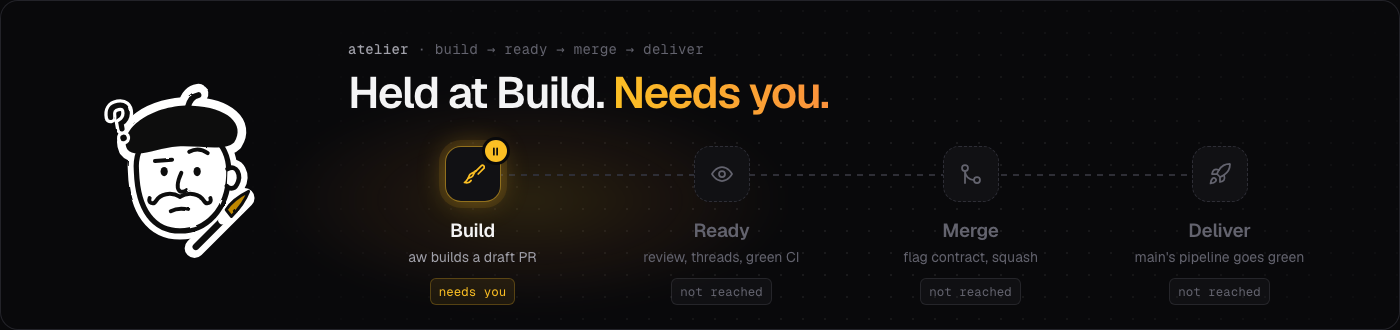 atelier · build → ready → merge → deliver
Held at Build. Needs you.
Build
aw builds a draft PR
needs you
Ready
review, threads, green CI
not reached
Merge
flag contract, squash
not reached
Deliver
main's pipeline goes green
not reached